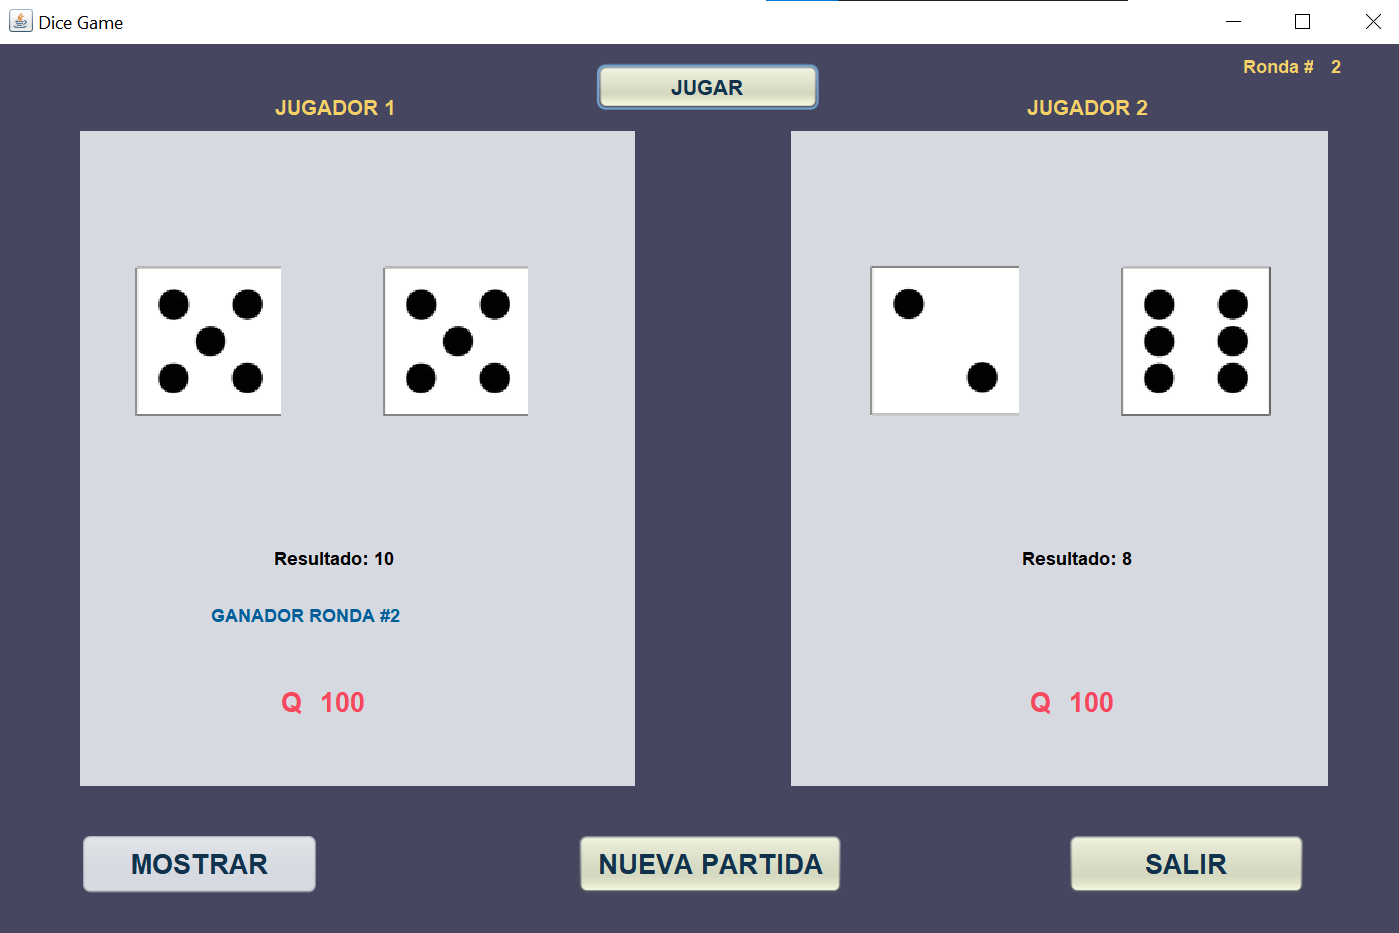 Dice Game
Ronda # 2
JUGAR
JUGADOR 1
JUGADOR 2
Resultado: 10
Resultado: 8
GANADOR RONDA #2
Q 100
Q 100
MOSTRAR
NUEVA PARTIDA
SALIR